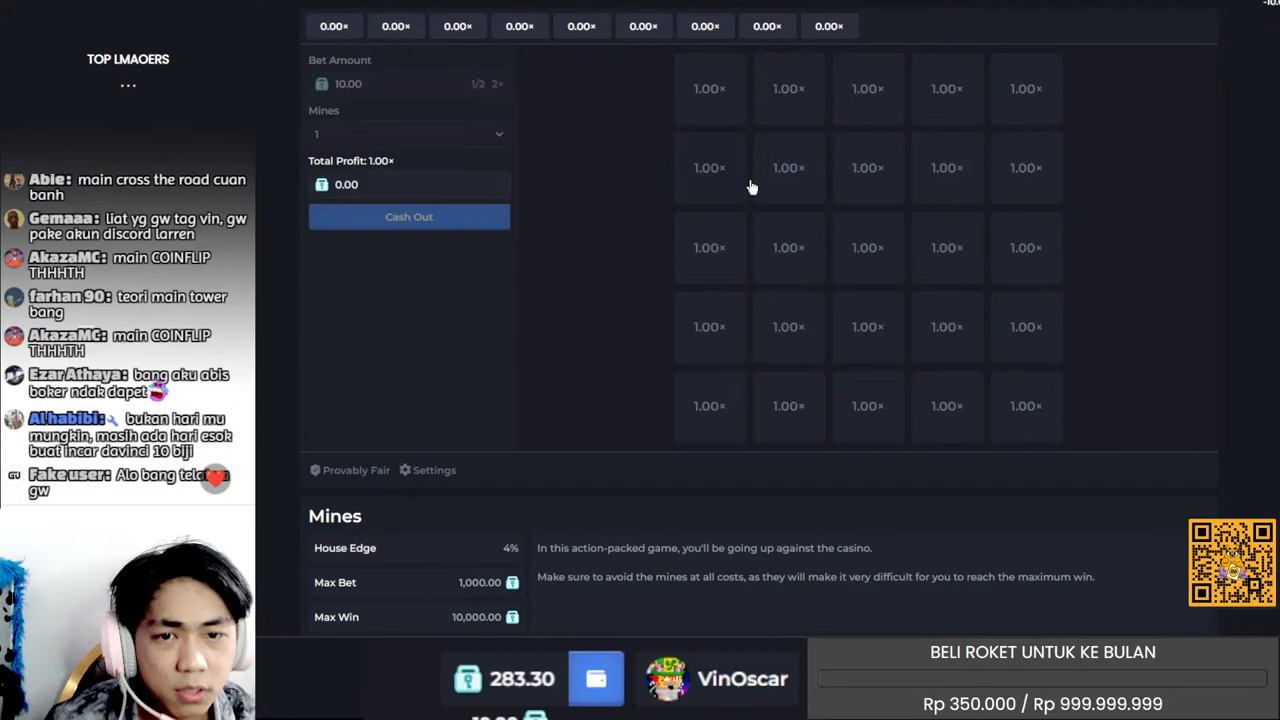 -10.0
0.00× 0.00× 0.00× 0.00× 0.00× 0.00× 0.00× 0.00× 0.00×
TOP LMAOERS
...
Bet Amount
10.00 1/2 2×
Mines
1
Total Profit: 1.00×
0.00
Cash Out
1.00× 1.00× 1.00× 1.00× 1.00×
1.00× 1.00× 1.00× 1.00× 1.00×
1.00× 1.00× 1.00× 1.00× 1.00×
1.00× 1.00× 1.00× 1.00× 1.00×
1.00× 1.00× 1.00× 1.00× 1.00×
Abie: main cross the road cuan
banh
Gemaaa: liat yg gw tag vin, gw
pake akun discord larren
AkazaMC: main COINFLIP
THHHTH
farhan 90: teori main tower
bang
AkazaMC: main COINFLIP
THHHTH
Ezar Athaya: bang aku abis
boker ndak dapet
Al habibi: bukan hari mu
mungkin, masih ada hari esok
buat incar davinci 10 biji
Fake user: Alo bang
gw
Provably Fair Settings
Mines
House Edge 4%
Max Bet 1,000.00
Max Win 10,000.00
In this action-packed game, you'll be going up against the casino.
Make sure to avoid the mines at all costs, as they will make it very difficult for you to reach the maximum win.
283.30
VinOscar
BELI ROKET UNTUK KE BULAN
Rp 350.000 / Rp 999.999.999